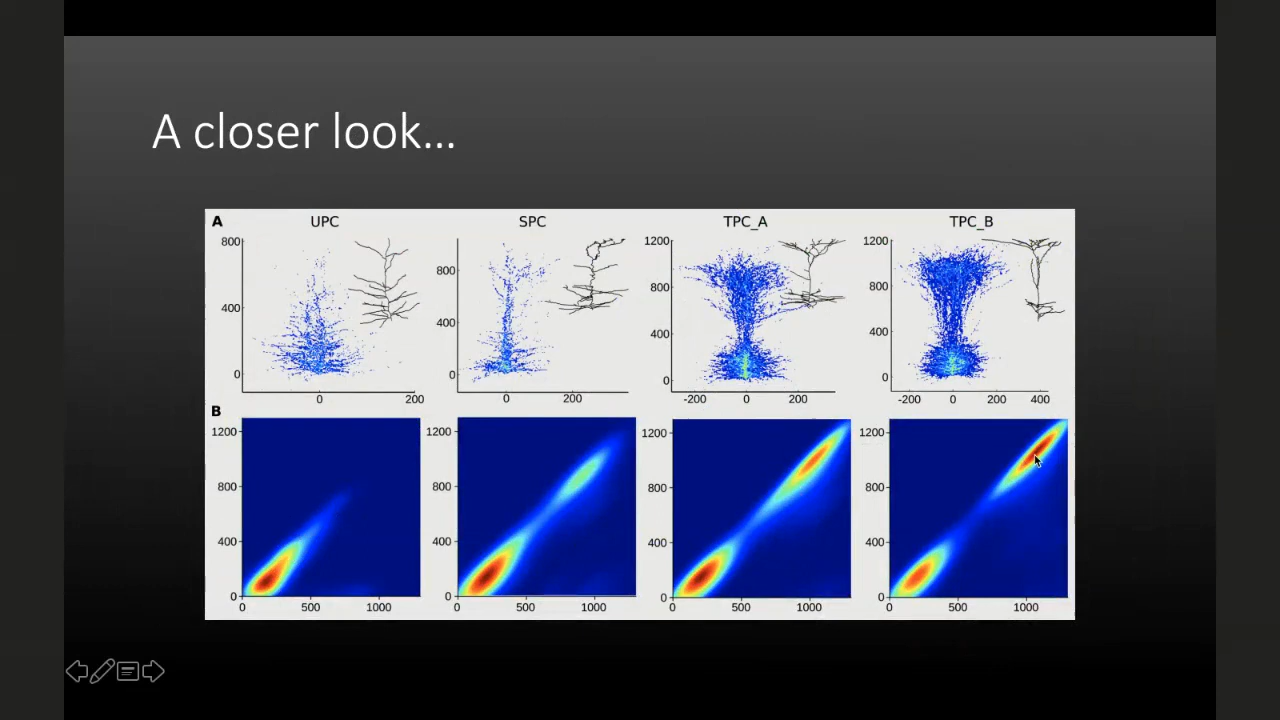 A closer look...
A UPC SPC TPC_A TPC_B
800 400 0 0 200
800 400 0 0 200
1200 800 400 0 -200 0 200
1200 800 400 0 -200 0 200 400
B
1200 800 400 0 0 500 1000
1200 800 400 0 0 500 1000
1200 800 400 0 0 500 1000
1200 800 400 0 0 500 1000